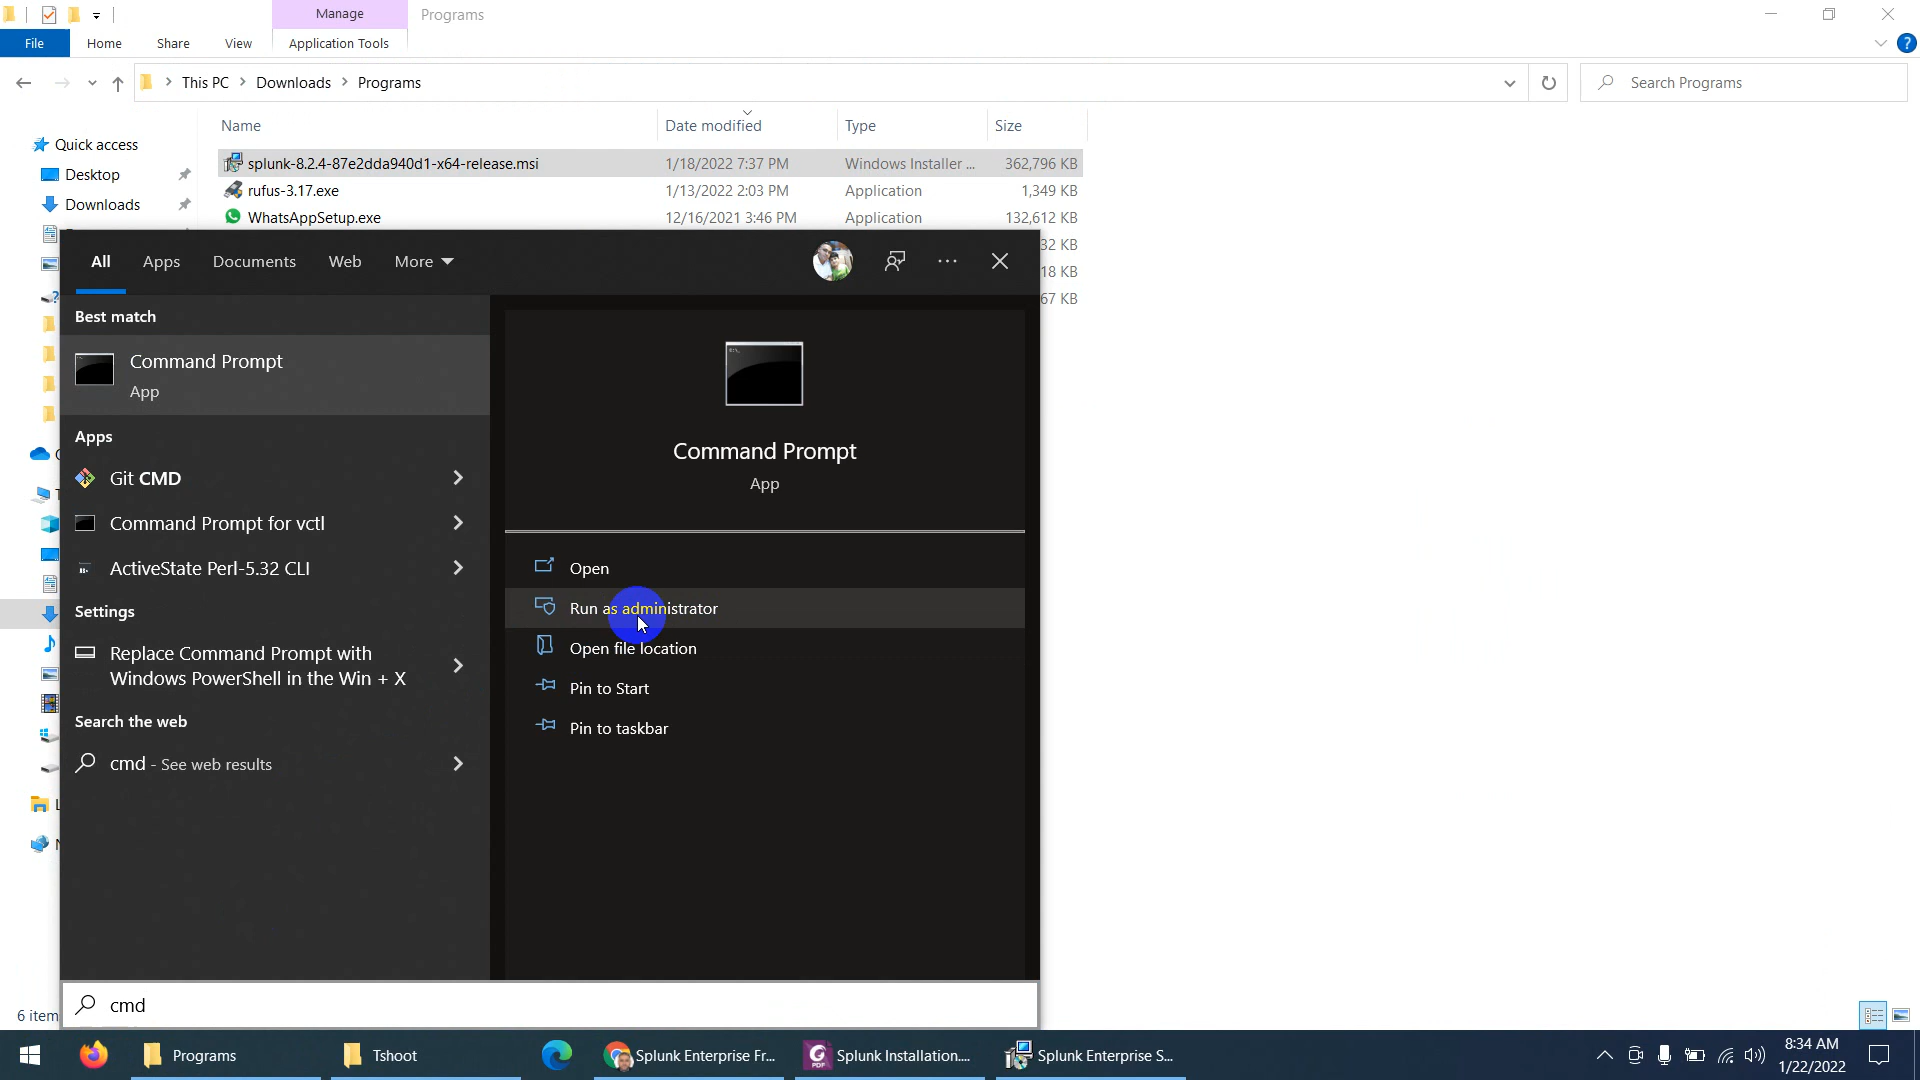 Manage
Programs
File
Home
Share
View
Application Tools
?
This PC
Downloads
Programs
Search Programs
Name
Date modified
Type
Size
Quick access
Desktop
Downloads
splunk-8.2.4-87e2dda940d1-x64-release.msi
1/18/2022 7:37 PM
Windows Installer ...
362,796 KB
rufus-3.17.exe
1/13/2022 2:03 PM
Application
1,349 KB
WhatsAppSetup.exe
12/16/2021 3:46 PM
Application
132,612 KB
32 KB
18 KB
67 KB
All
Apps
Documents
Web
More
Best match
Command Prompt
App
Apps
Git CMD
Command Prompt for vctl
ActiveState Perl-5.32 CLI
Settings
Replace Command Prompt with
Windows PowerShell in the Win + X
Search the web
cmd - See web results
Command Prompt
App
Open
Run as administrator
Open file location
Pin to Start
Pin to taskbar
cmd
6 item
Programs
Tshoot
Splunk Enterprise Fr...
Splunk Installation....
Splunk Enterprise S...
8:34 AM
1/22/2022